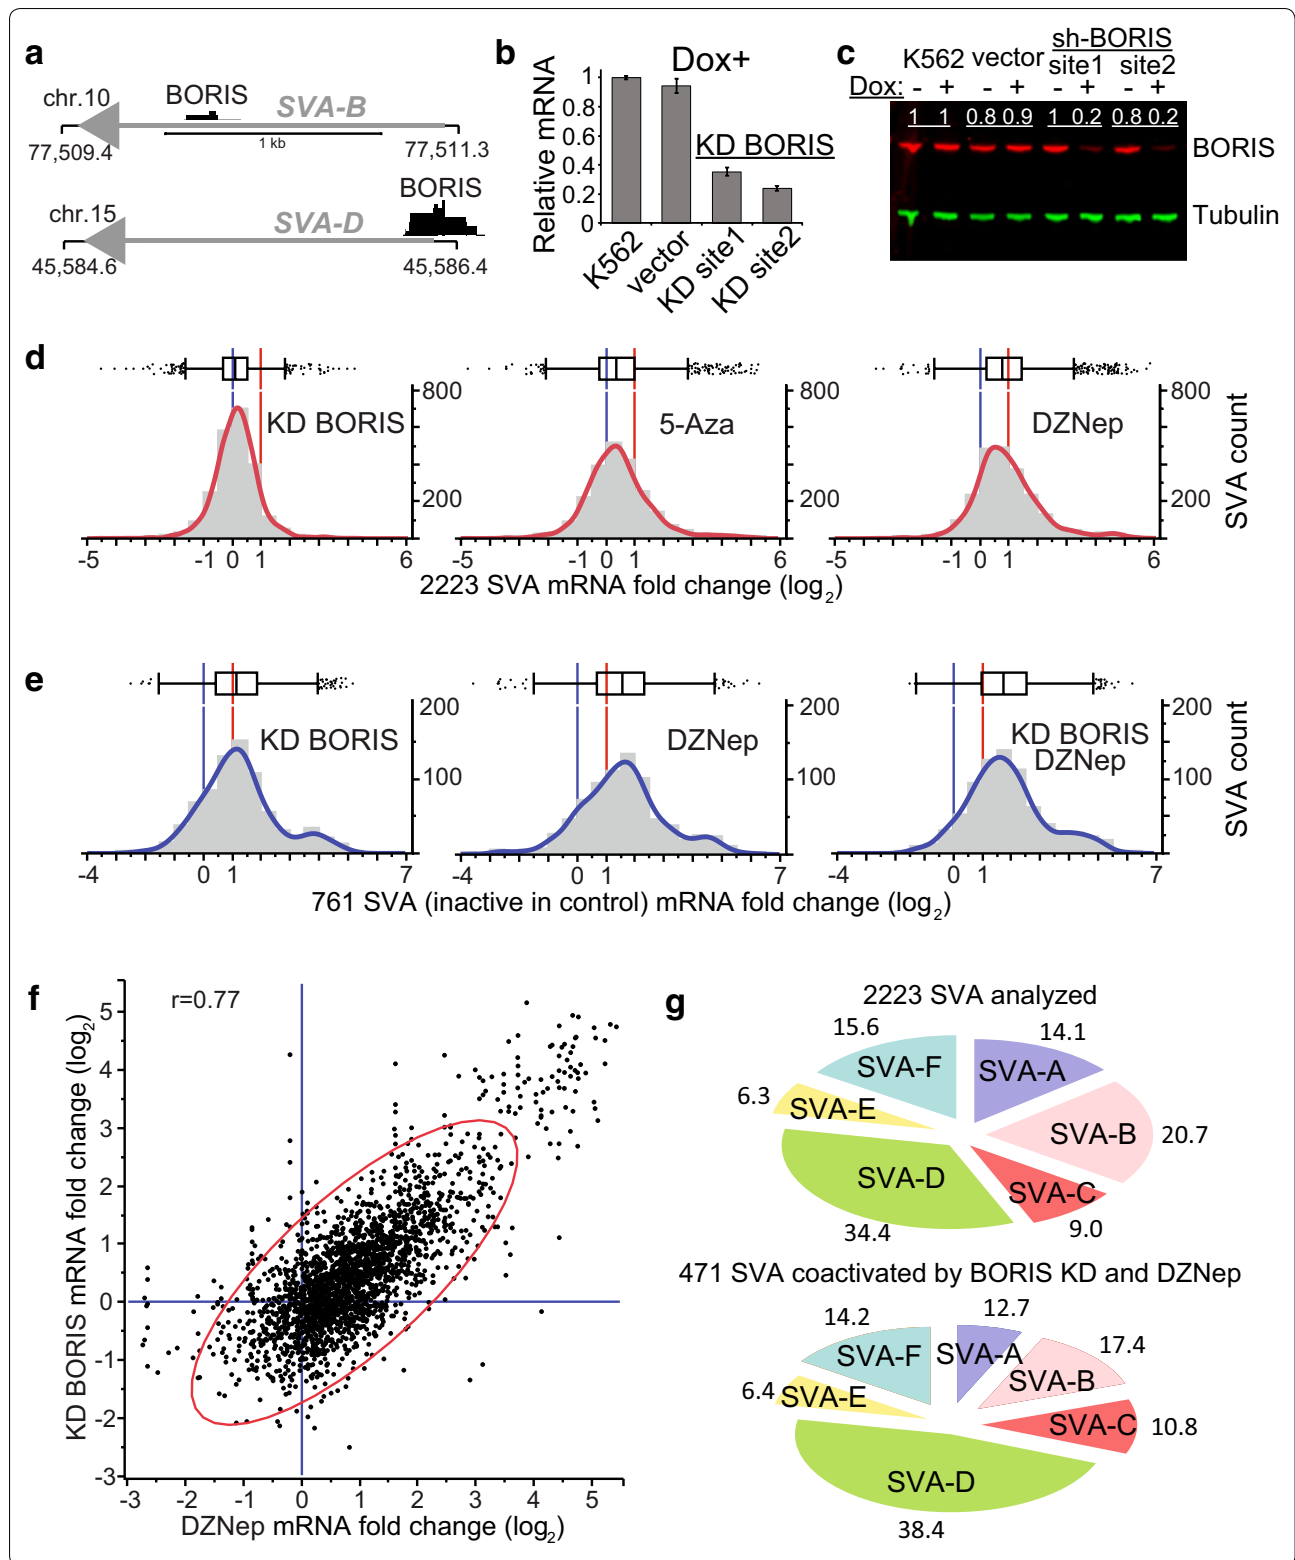 a
chr.10
BORIS
SVA-B
1 kb
77,509.4
77,511.3
BORIS
chr.15
SVA-D
45,584.6
45,586.4
b
Dox+
Relative mRNA
1
0.8
0.6
0.4
0.2
0
KD BORIS
K562
vector
KD site1
KD site2
c
sh-BORIS
K562 vector site1 site2
Dox: - + - + - + - +
1 1 0.8 0.9 1 0.2 0.8 0.2
BORIS
Tubulin
d
KD BORIS
800
200
-5 -1 0 1 6
5-Aza
800
200
-5 -1 0 1 6
DZNep
800
200
-5 -1 0 1 6
SVA count
2223 SVA mRNA fold change (log2)
e
KD BORIS
200
100
-4 0 1 7
DZNep
200
100
-4 0 1 7
KD BORIS
DZNep
200
100
-4 0 1 7
SVA count
761 SVA (inactive in control) mRNA fold change (log2)
f
r=0.77
KD BORIS mRNA fold change (log2)
5
4
3
2
1
0
-1
-2
-3
-3 -2 -1 0 1 2 3 4 5
DZNep mRNA fold change (log2)
g
2223 SVA analyzed
15.6
14.1
SVA-F
SVA-A
6.3
SVA-E
SVA-B
20.7
SVA-D
SVA-C
34.4
9.0
471 SVA coactivated by BORIS KD and DZNep
14.2
12.7
17.4
SVA-F
SVA-A
SVA-B
6.4
SVA-E
SVA-C
10.8
SVA-D
38.4